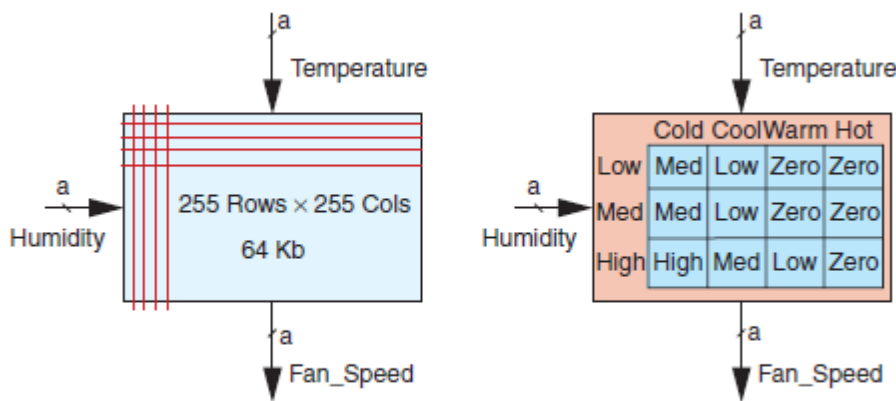 a
Temperature
a
Humidity
255 Rows × 255 Cols
64 Kb
a
Fan_Speed
a
Temperature
Cold Cool Warm Hot
Low Med Low Zero Zero
a
Med Med Low Zero Zero
Humidity
High High Med Low Zero
a
Fan_Speed